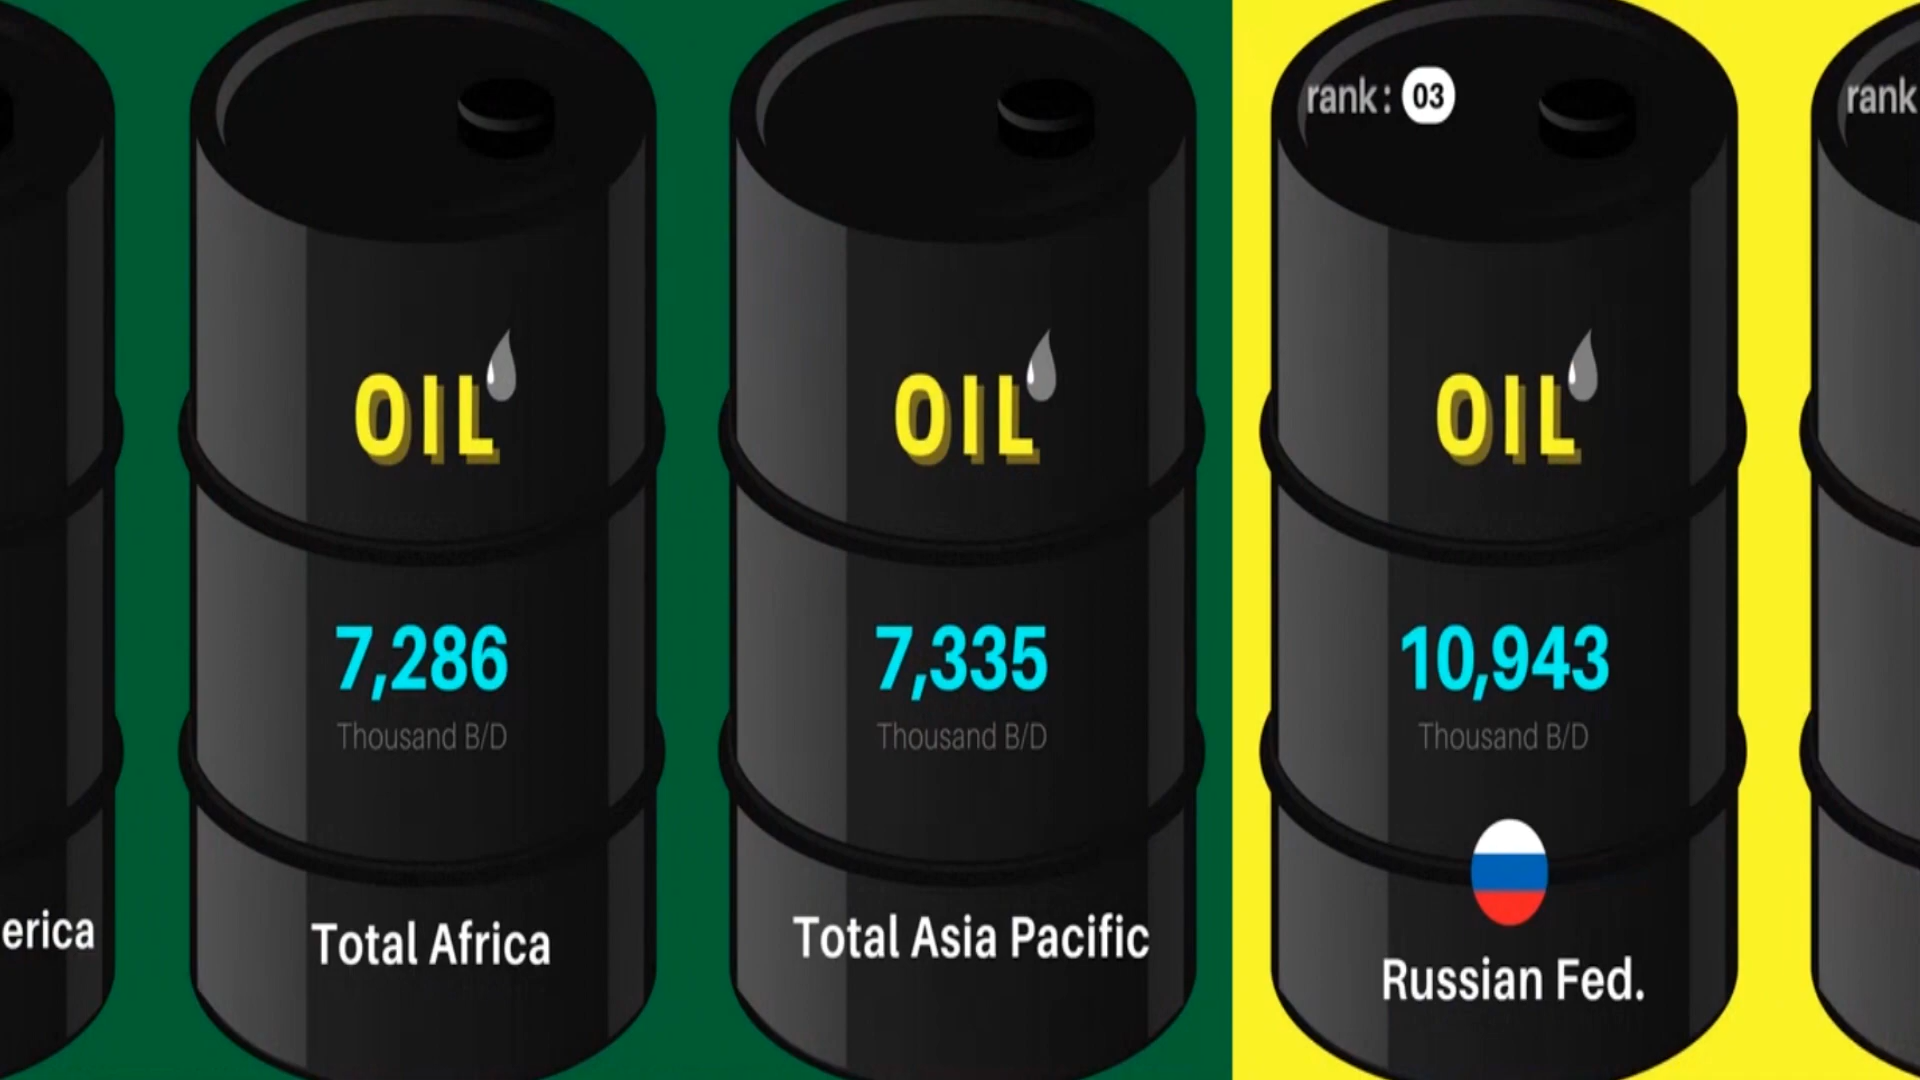 rank: 03
rank
OIL
OIL
OIL
7,286
7,335
10,943
Thousand B/D
Thousand B/D
Thousand B/D
erica
Total Africa
Total Asia Pacific
Russian Fed.